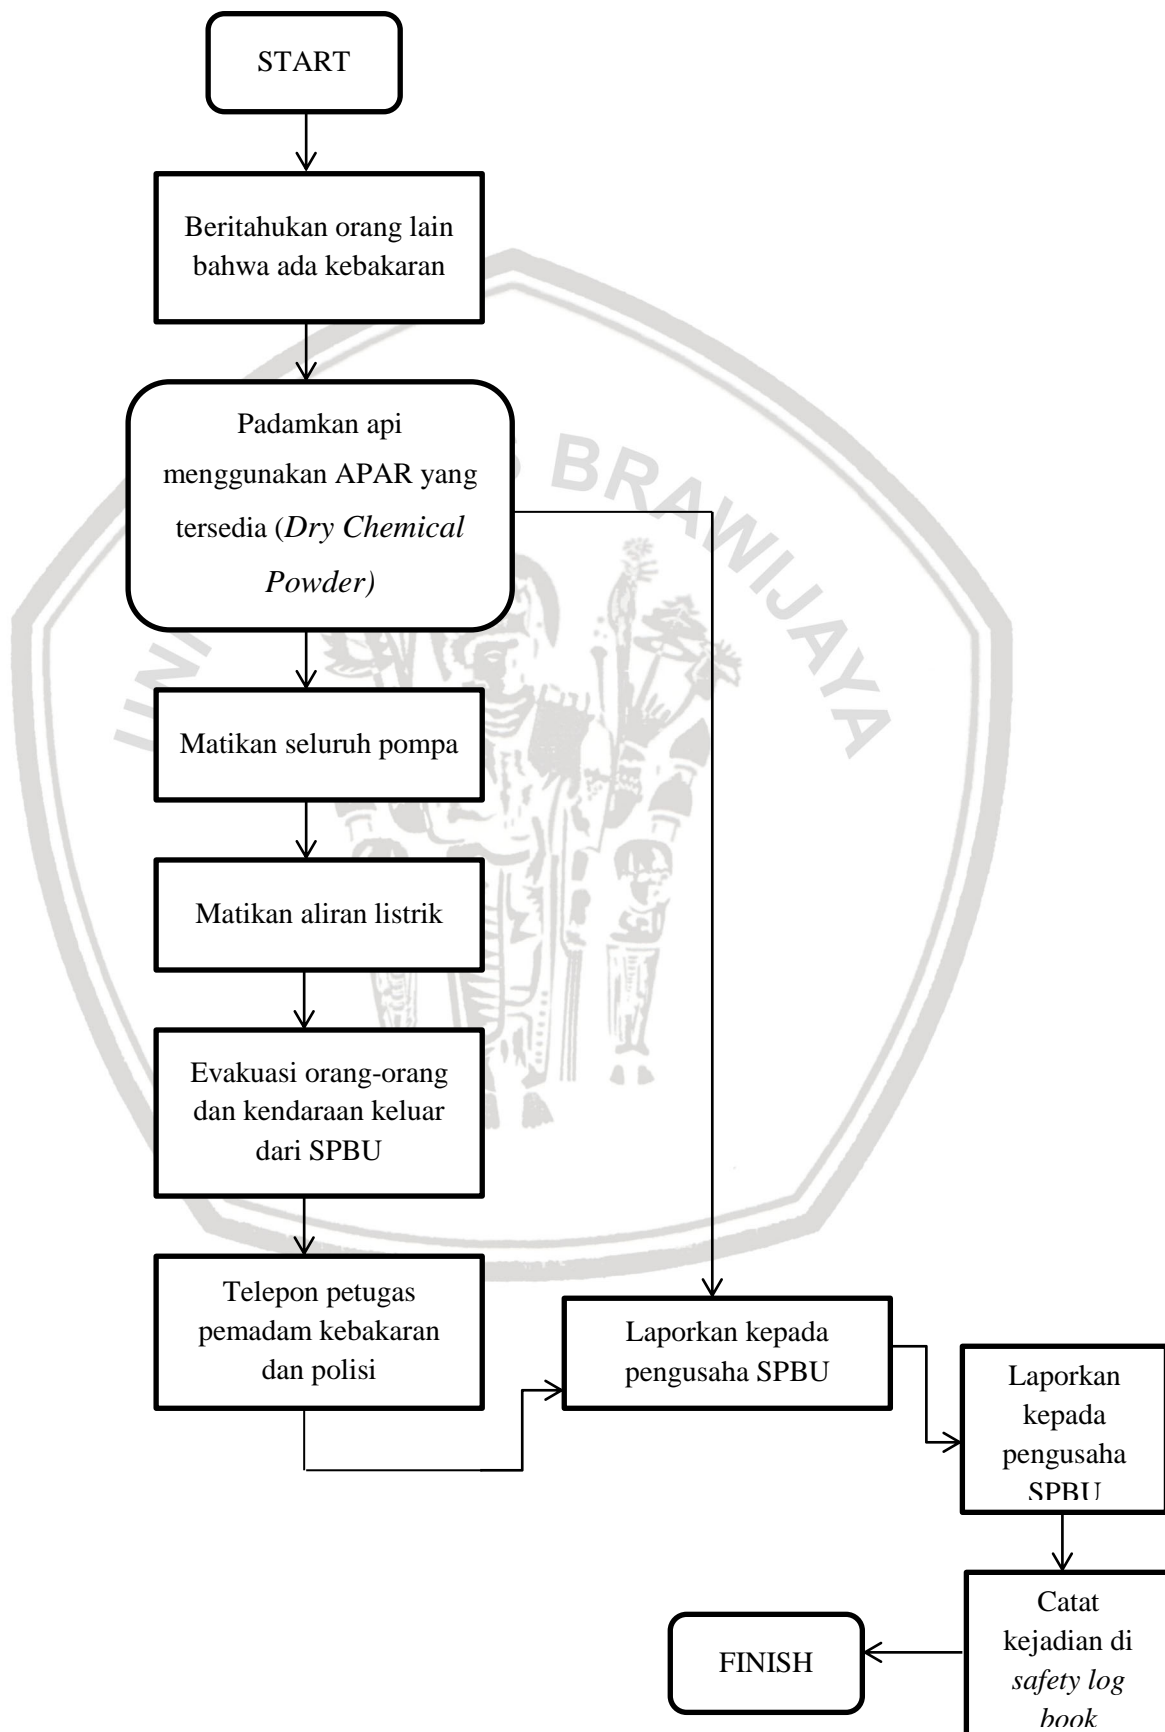 START
Beritahukan orang lain
bahwa ada kebakaran
Padamkan api
menggunakan APAR yang
tersedia (Dry Chemical
Powder)
Matikan seluruh pompa
Matikan aliran listrik
Evakuasi orang-orang
dan kendaraan keluar
dari SPBU
Telepon petugas
pemadam kebakaran
dan polisi
Laporkan kepada
pengusaha SPBU
Laporkan
kepada
pengusaha
SPBU
Catat
kejadian di
safety log
book
FINISH
BRAWIJAYA